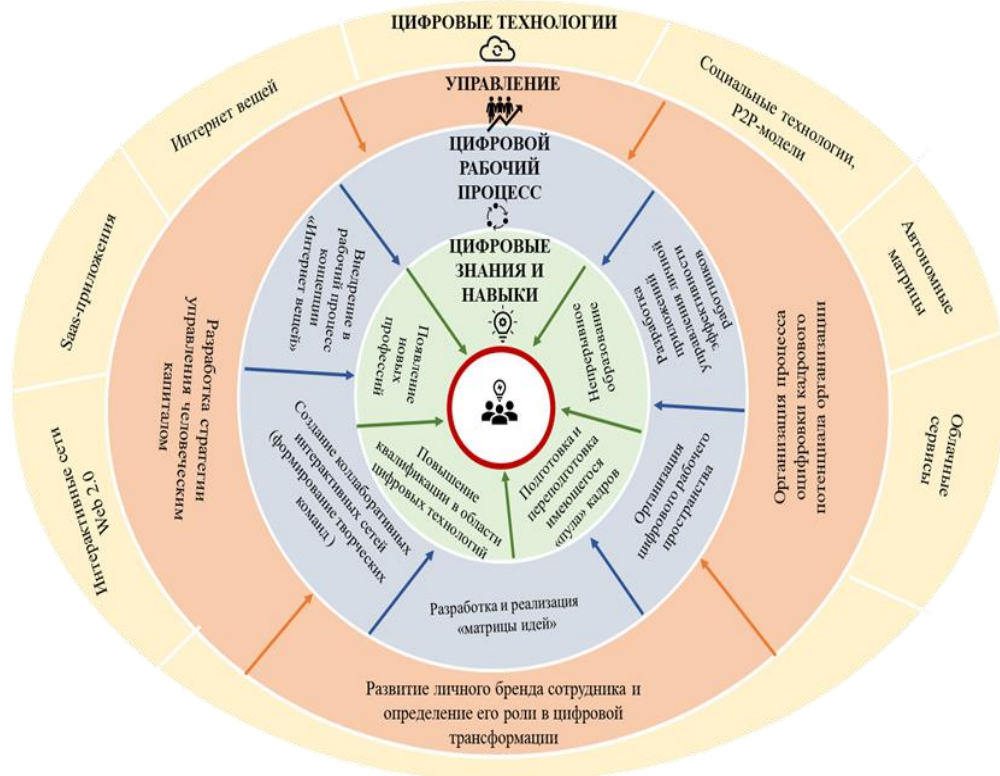 ЦИФРОВЫЕ ТЕХНОЛОГИИ
Интернет вещей
Saas-приложения
Интерактивные сети
Web 2.0
Социальные технологии,
P2P-модели
Автономные
матрицы
Облачные
сервисы
УПРАВЛЕНИЕ
Разработка стратегии
управления человеческим
капиталом
Организация процесса
оцифровки кадрового
потенциала организации
Развитие личного бренда сотрудника и
определение его роли в цифровой
трансформации
ЦИФРОВОЙ
РАБОЧИЙ
ПРОЦЕСС
Внедрение в
рабочий процесс
концепции
«Интернет вещей»
Разработка
приложений
управления личной
эффективности
работников
Создание коллаборативных
интерактивных сетей
(формирование творческих
команд )
Организация
цифрового рабочего
пространства
Разработка и реализация
«матрицы идей»
ЦИФРОВЫЕ
ЗНАНИЯ И
НАВЫКИ
Появление
новых
профессий
Непрерывное
образование
Повышение
квалификации в области
цифровых технологий
Подготовка и
переподготовка
имеющегося
«пула» кадров